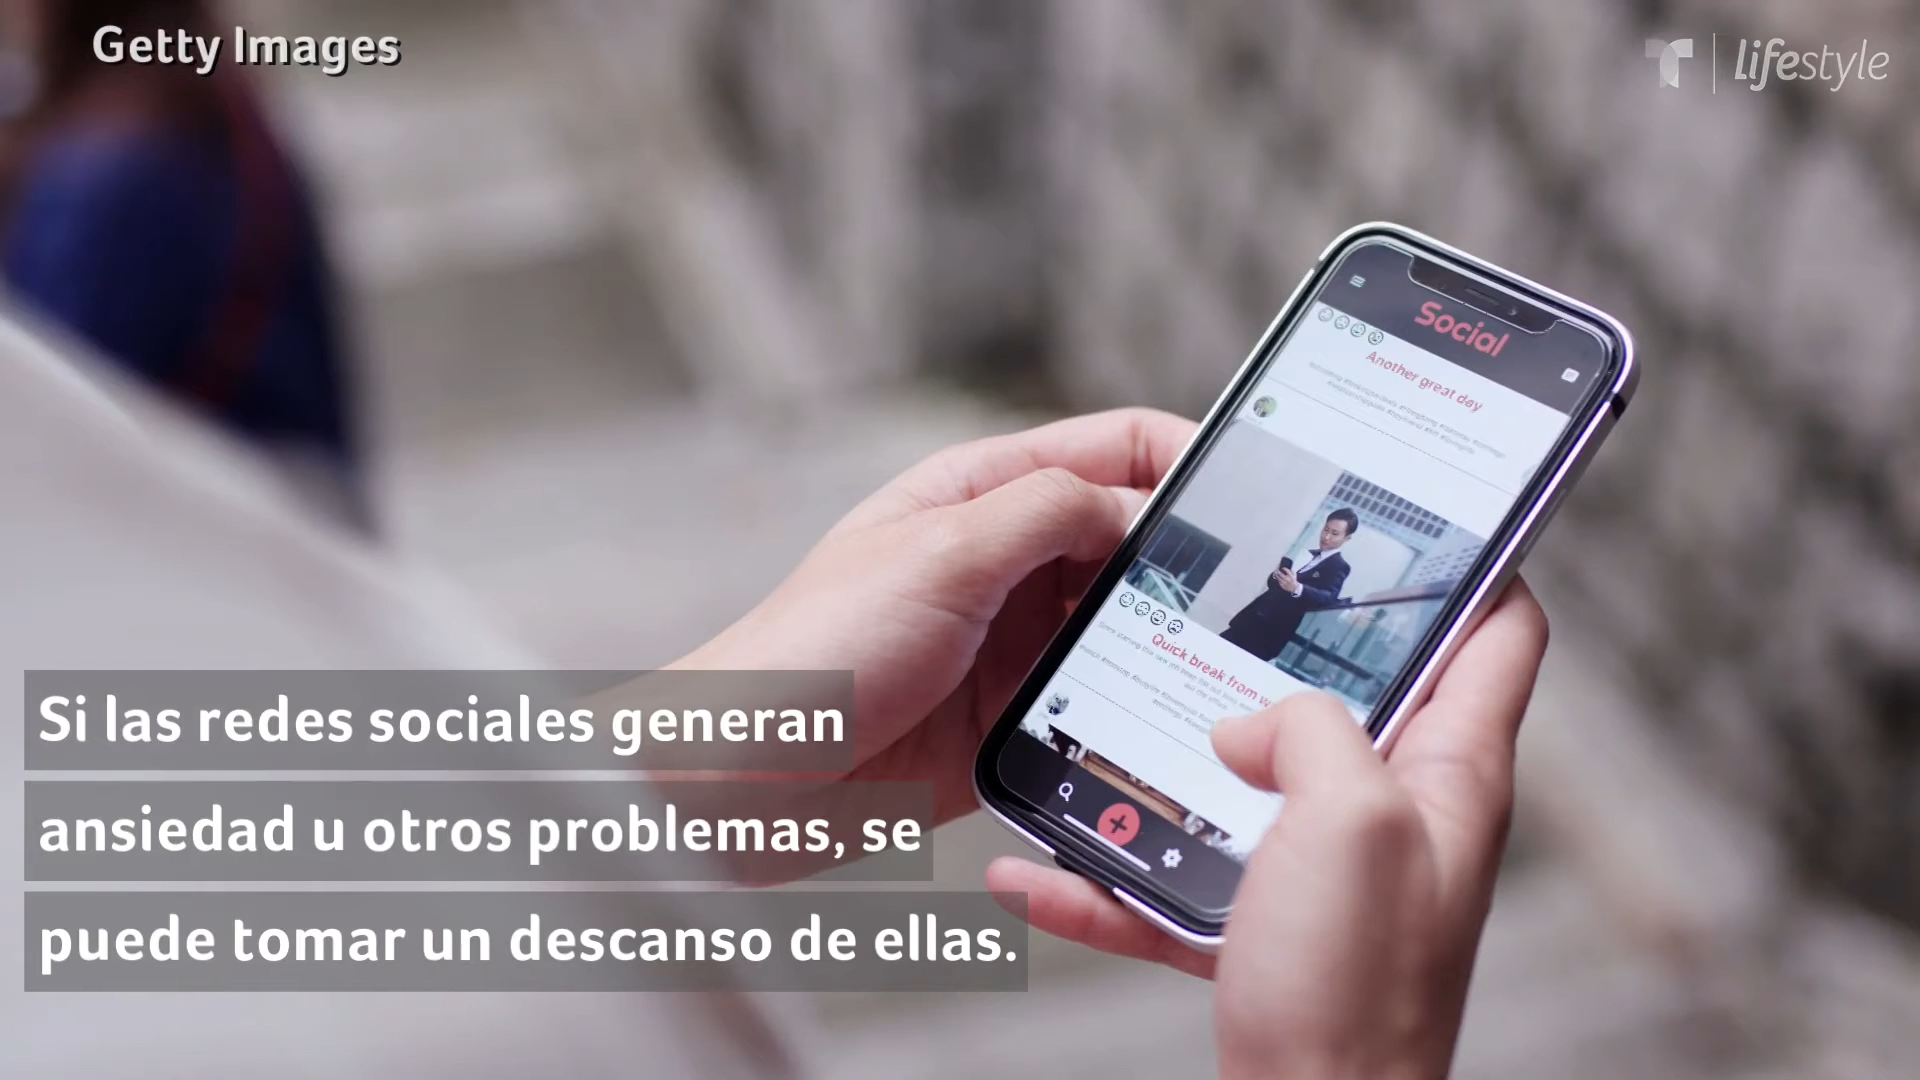 Getty Images
lifestyle
Social
Another great day
Quick break from w
Si las redes sociales generan
ansiedad u otros problemas, se
puede tomar un descanso de ellas.